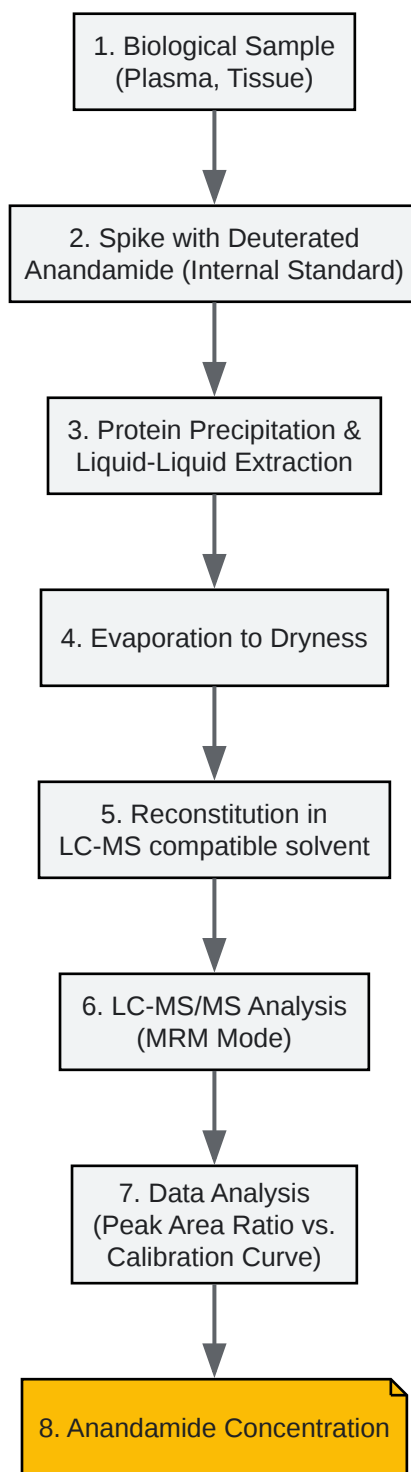 1. Biological Sample
(Plasma, Tissue)
2. Spike with Deuterated
Anandamide (Internal Standard)
3. Protein Precipitation &
Liquid-Liquid Extraction
4. Evaporation to Dryness
5. Reconstitution in
LC-MS compatible solvent
6. LC-MS/MS Analysis
(MRM Mode)
7. Data Analysis
(Peak Area Ratio vs.
Calibration Curve)
8. Anandamide Concentration